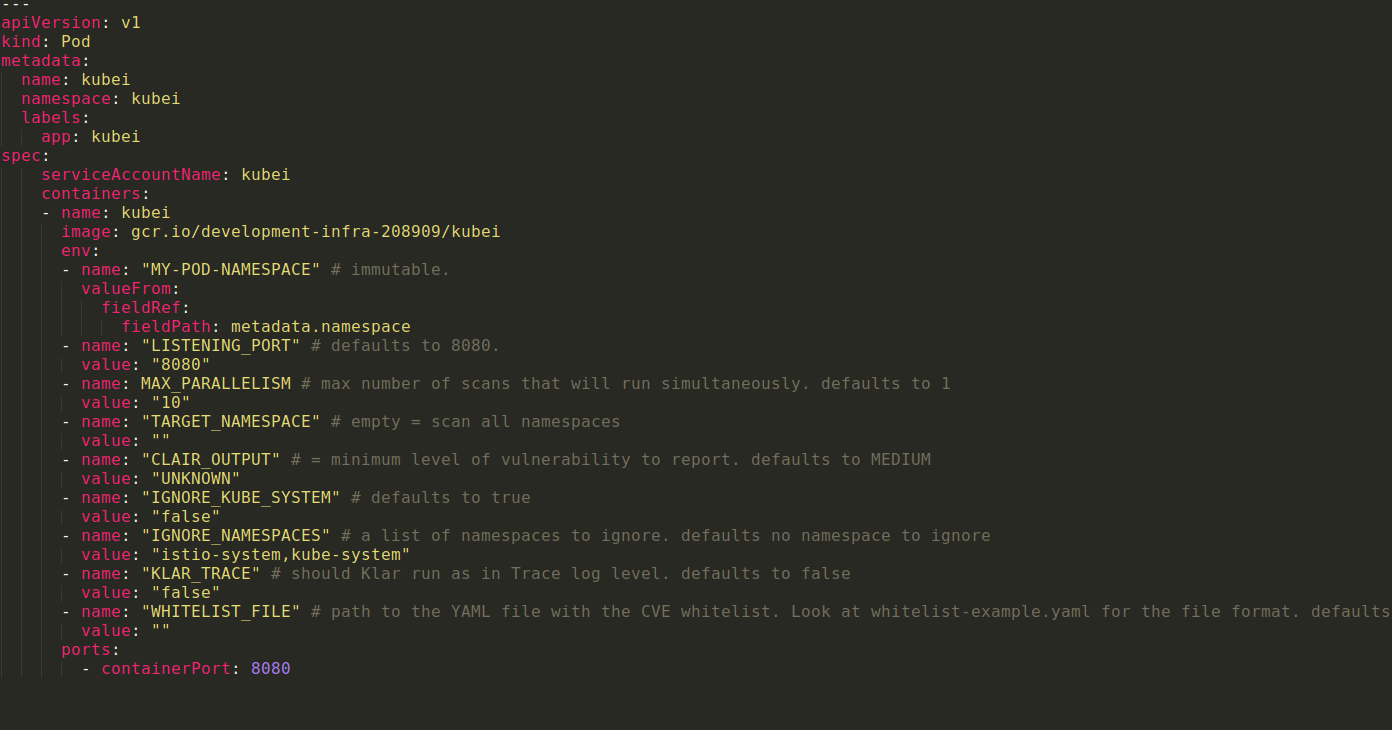 ---
apiVersion: v1
kind: Pod
metadata:
  name: kubei
  namespace: kubei
  labels:
    app: kubei
spec:
    serviceAccountName: kubei
    containers:
    - name: kubei
      image: gcr.io/development-infra-208909/kubei
      env:
      - name: "MY-POD-NAMESPACE" # immutable.
        valueFrom:
          fieldRef:
            fieldPath: metadata.namespace
      - name: "LISTENING_PORT" # defaults to 8080.
        value: "8080"
      - name: MAX_PARALLELISM # max number of scans that will run simultaneously. defaults to 1
        value: "10"
      - name: "TARGET_NAMESPACE" # empty = scan all namespaces
        value: ""
      - name: "CLAIR_OUTPUT" # = minimum level of vulnerability to report. defaults to MEDIUM
        value: "UNKNOWN"
      - name: "IGNORE_KUBE_SYSTEM" # defaults to true
        value: "false"
      - name: "IGNORE_NAMESPACES" # a list of namespaces to ignore. defaults no namespace to ignore
        value: "istio-system,kube-system"
      - name: "KLAR_TRACE" # should Klar run as in Trace log level. defaults to false
        value: "false"
      - name: "WHITELIST_FILE" # path to the YAML file with the CVE whitelist. Look at whitelist-example.yaml for the file format. defaults
        value: ""
      ports:
        - containerPort: 8080